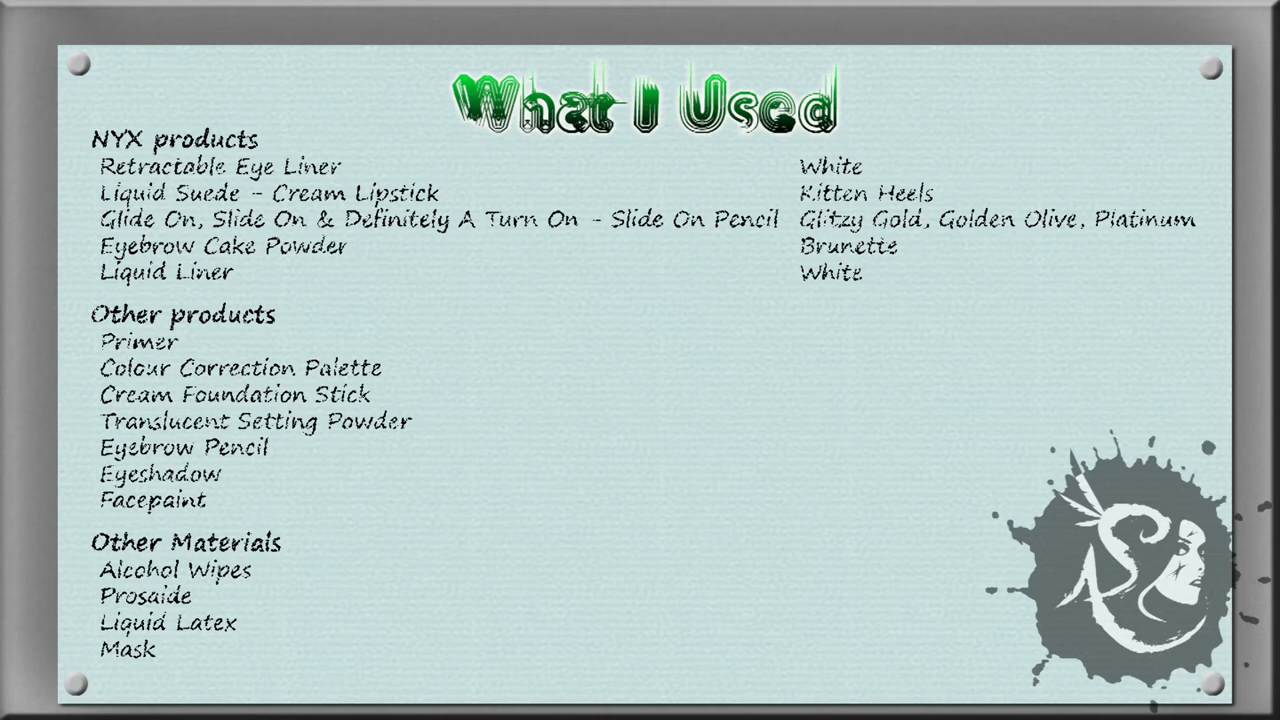 What I Used
NYX products
Retractable Eye Liner White
Liquid Suede - Cream Lipstick Kitten Heels
Glide On, Slide On & Definitely A Turn On - Slide On Pencil Glitzy Gold, Golden Olive, Platinum
Eyebrow Cake Powder Brunette
Liquid Liner White
Other products
Primer
Colour Correction Palette
Cream Foundation Stick
Translucent Setting Powder
Eyebrow Pencil
Eyeshadow
Facepaint
Other Materials
Alcohol Wipes
Prosaide
Liquid Latex
Mask